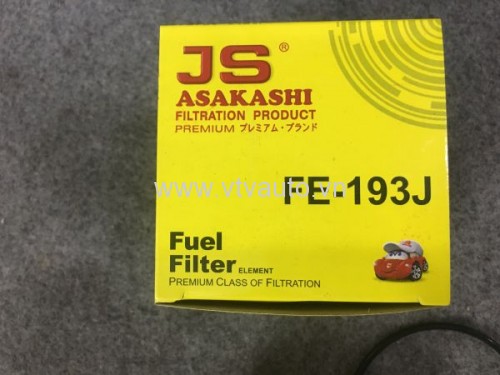 JS®
ASAKASHI
FILTRATION PRODUCT
PREMIUM プレミアム・ブランド
www.vtvauto.vn
FE-193J
Fuel
Filter ELEMENT
PREMIUM CLASS OF FILTRATION